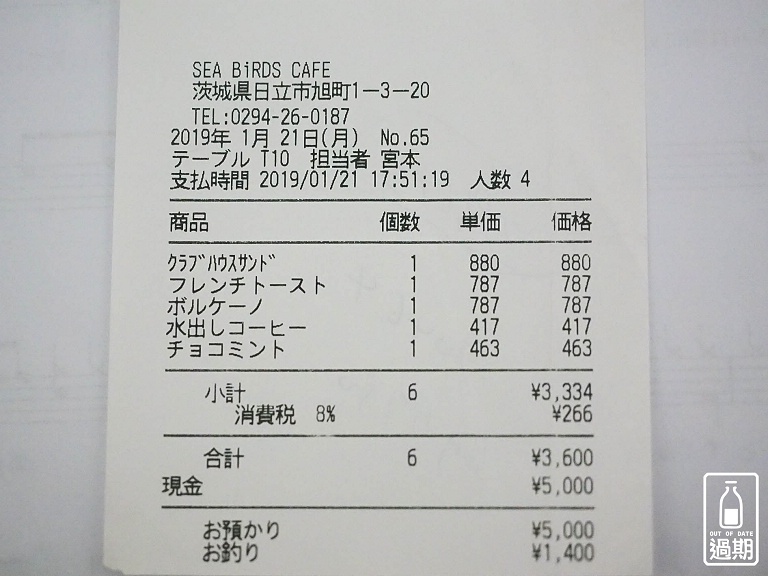 SEA BiRDS CAFE
茨城県日立市旭町1ー3ー20
TEL:0294-26-0187
2019年 1月 21日(月) No.65
テーブル T10 担当者 宮本
支払時間 2019/01/21 17:51:19 人数 4
商品 個数 単価 価格
ｸﾗﾌﾞﾊｳｽｻﾝﾄﾞ 1 880 880
フレンチトースト 1 787 787
ボルケーノ 1 787 787
水出しコーヒー 1 417 417
チョコミント 1 463 463
小計 6 ¥3,334
消費税 8% ¥266
合計 6 ¥3,600
現金 ¥5,000
お預かり ¥5,000
お釣り ¥1,400
OUT OF DATE
過期